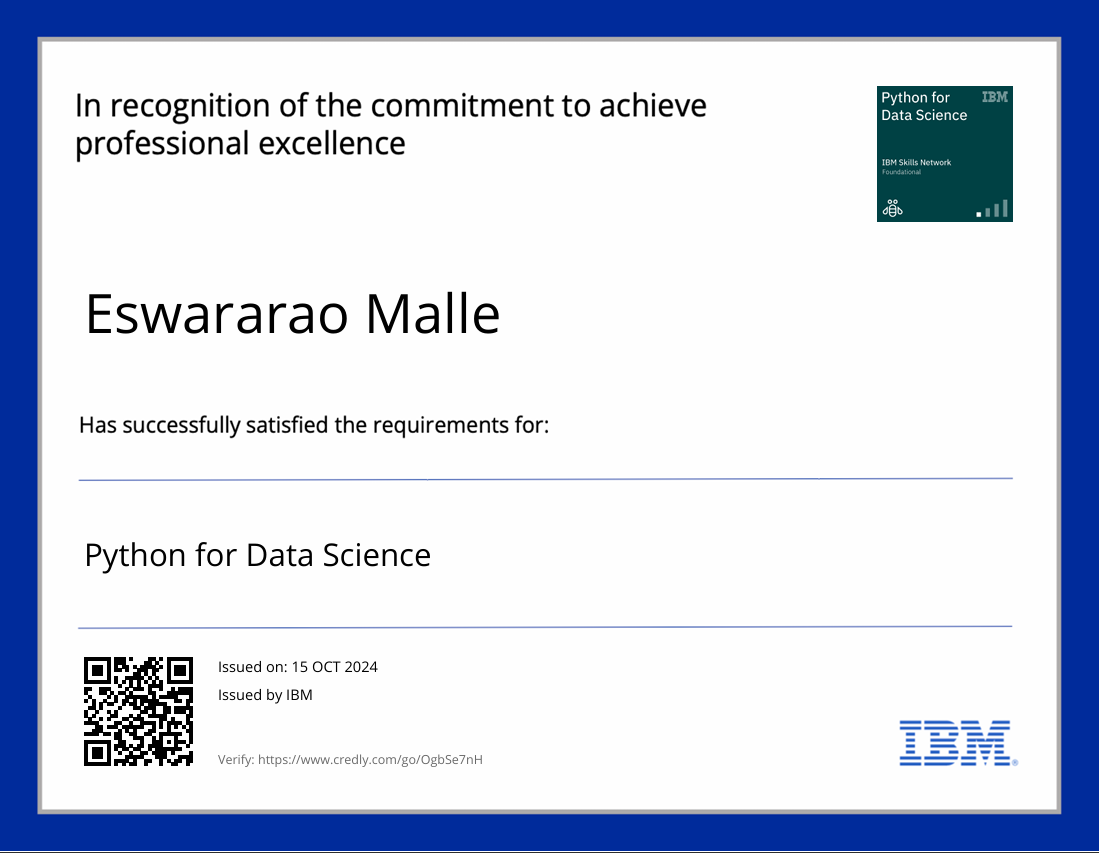 In recognition of the commitment to achieve
professional excellence
Python for
Data Science
IBM
IBM Skills Network
Foundational
Eswararao Malle
Has successfully satisfied the requirements for:
Python for Data Science
Issued on: 15 OCT 2024
Issued by IBM
Verify: https://www.credly.com/go/OgbSe7nH
IBM®